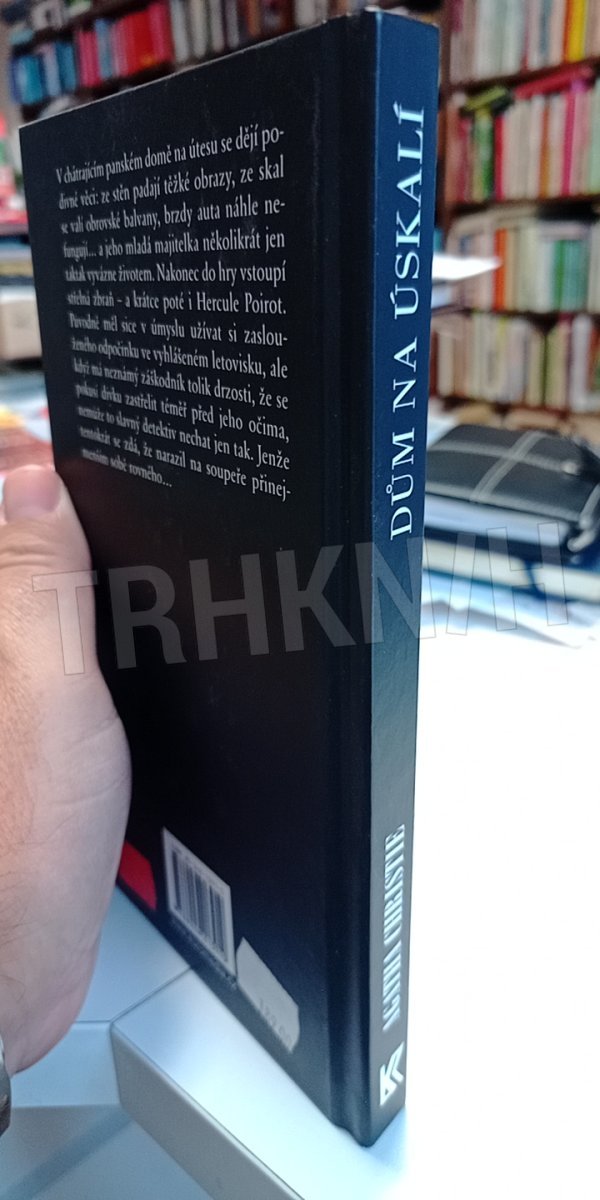 V chátrajícím panském domě na útesu se dějí po-
divné věci: ze stěn padají těžké obrazy, ze skal
se valí obrovské balvany, brzdy auta náhle ne-
fungují... a jeho mladá majitelka několikrát jen
taktak vyvázne životem. Nakonec do hry vstoupí
střelná zbraň – a krátce poté i Hercule Poirot.
Původně měl sice v úmyslu užívat si zaslou-
ženého odpočinku ve vyhlášeném letovisku, ale
když má neznámý záškodník tolik drzosti, že se
pokusí dívku zastřelit téměř před jeho očima,
nemůže to slavný detektiv nechat jen tak. Jenže
tentokrát se zdá, že narazil na soupeře přinej-
menším sobě rovného...
DŮM NA ÚSKALÍ
AGATHA CHRISTIE
TRHKNIH